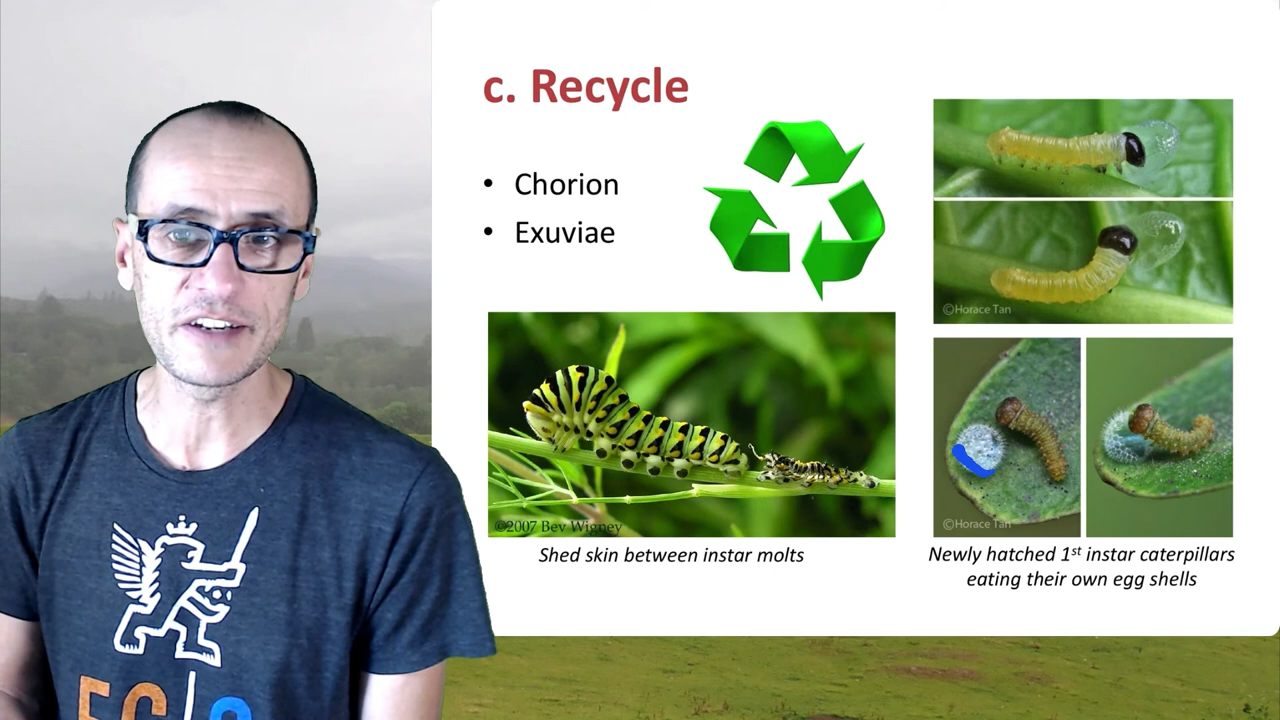 c. Recycle
• Chorion
• Exuviae
©Horace Tan
©2007 Bev Wigney
Shed skin between instar molts
©Horace Tan
Newly hatched 1st instar caterpillars
eating their own egg shells